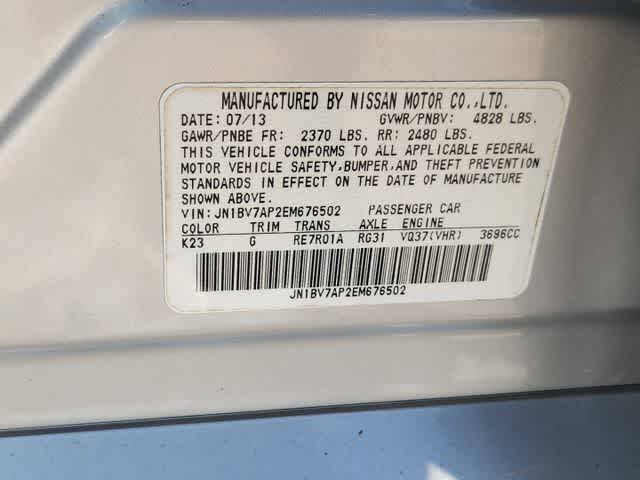 MANUFACTURED BY NISSAN MOTOR CO.,LTD.
DATE: 07/13 GVWR/PNBV: 4828 LBS.
GAWR/PNBE FR: 2370 LBS. RR: 2480 LBS.
THIS VEHICLE CONFORMS TO ALL APPLICABLE FEDERAL
MOTOR VEHICLE SAFETY, BUMPER, AND THEFT PREVENTION
STANDARDS IN EFFECT ON THE DATE OF MANUFACTURE
SHOWN ABOVE.
VIN: JN1BV7AP2EM676502 PASSENGER CAR
COLOR TRIM TRANS AXLE ENGINE
K23 G RE7R01A RG31 VQ37(VHR) 3696CC
JN1BV7AP2EM676502